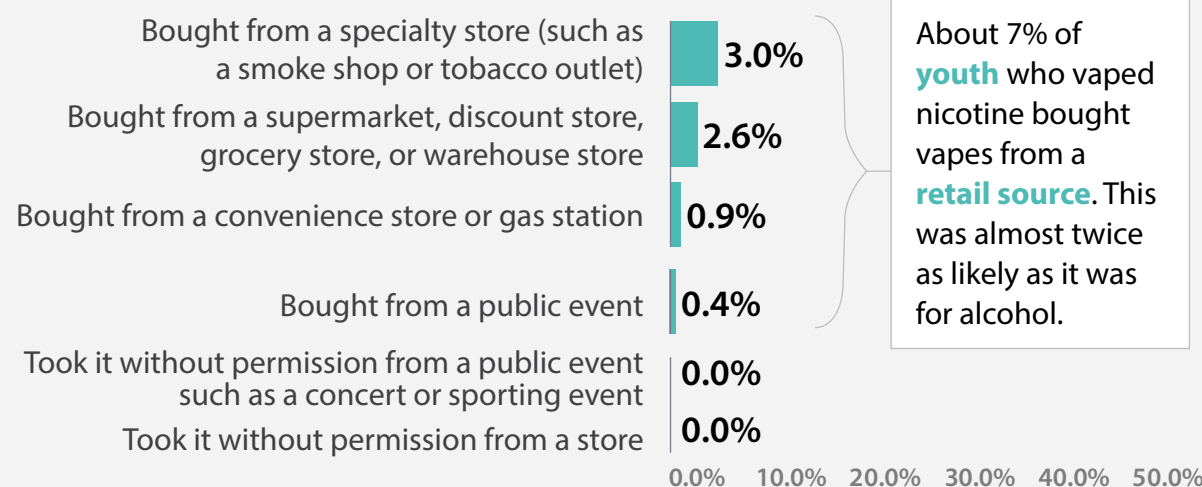 Bought from a specialty store (such as
a smoke shop or tobacco outlet)
3.0%
Bought from a supermarket, discount store,
grocery store, or warehouse store
2.6%
Bought from a convenience store or gas station
0.9%
Bought from a public event
0.4%
Took it without permission from a public event
such as a concert or sporting event
0.0%
Took it without permission from a store
0.0%
0.0% 10.0% 20.0% 30.0% 40.0% 50.0%
About 7% of
youth who vaped
nicotine bought
vapes from a
retail source. This
was almost twice
as likely as it was
for alcohol.